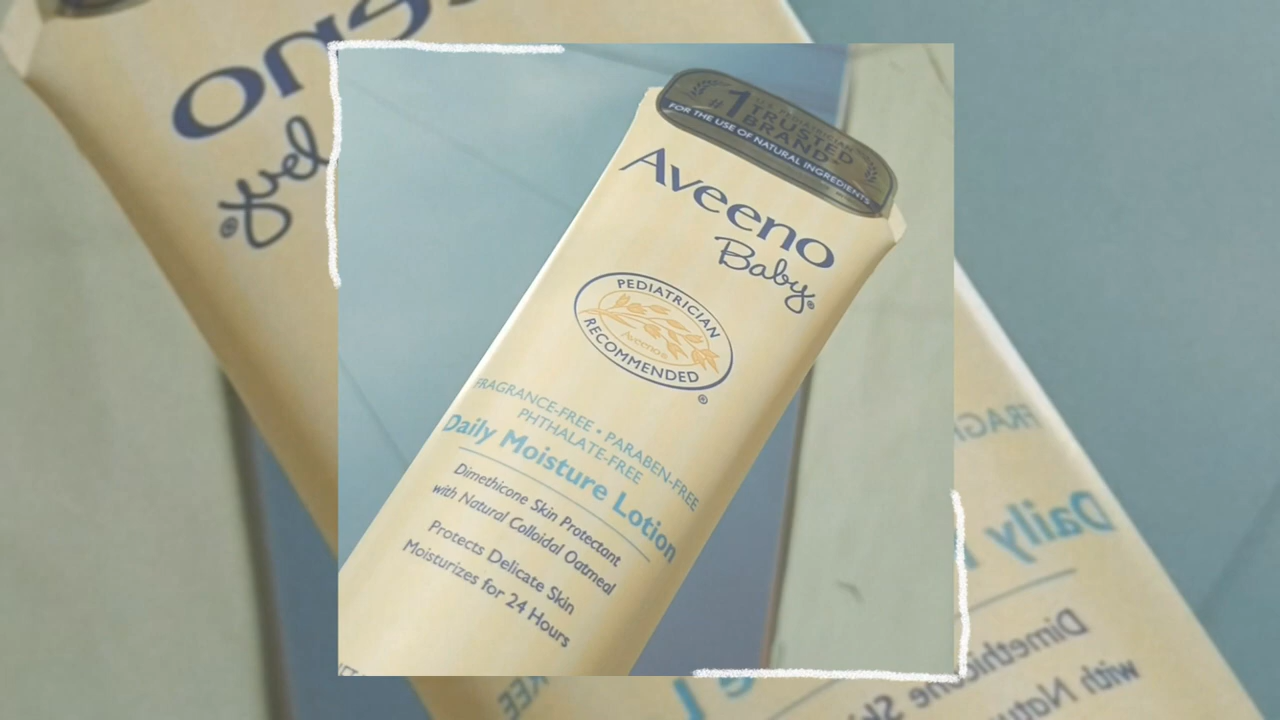 #1
U.S. PEDIATRICIAN
TRUSTED
BRAND
FOR THE USE OF NATURAL INGREDIENTS
Aveeno
Baby®
PEDIATRICIAN
Aveeno®
RECOMMENDED®
FRAGRANCE-FREE • PARABEN-FREE
PHTHALATE-FREE
Daily Moisture Lotion
Dimethicone Skin Protectant
with Natural Colloidal Oatmeal
Protects Delicate Skin
Moisturizes for 24 Hours